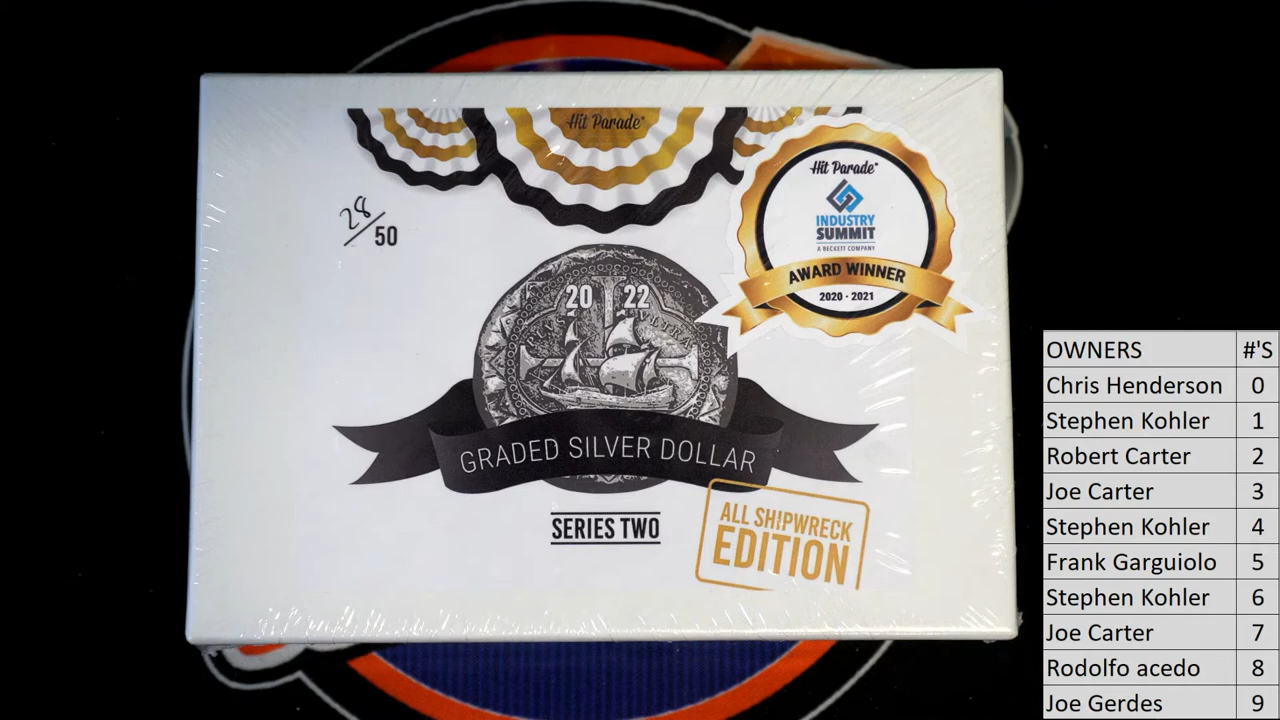 Hit Parade®
28/50
Hit Parade®
INDUSTRY
SUMMIT
A BECKETT COMPANY
AWARD WINNER
2020 - 2021
20 22
GRADED SILVER DOLLAR
SERIES TWO
ALL SHIPWRECK
EDITION
OWNERS #'S
Chris Henderson 0
Stephen Kohler 1
Robert Carter 2
Joe Carter 3
Stephen Kohler 4
Frank Garguiolo 5
Stephen Kohler 6
Joe Carter 7
Rodolfo acedo 8
Joe Gerdes 9